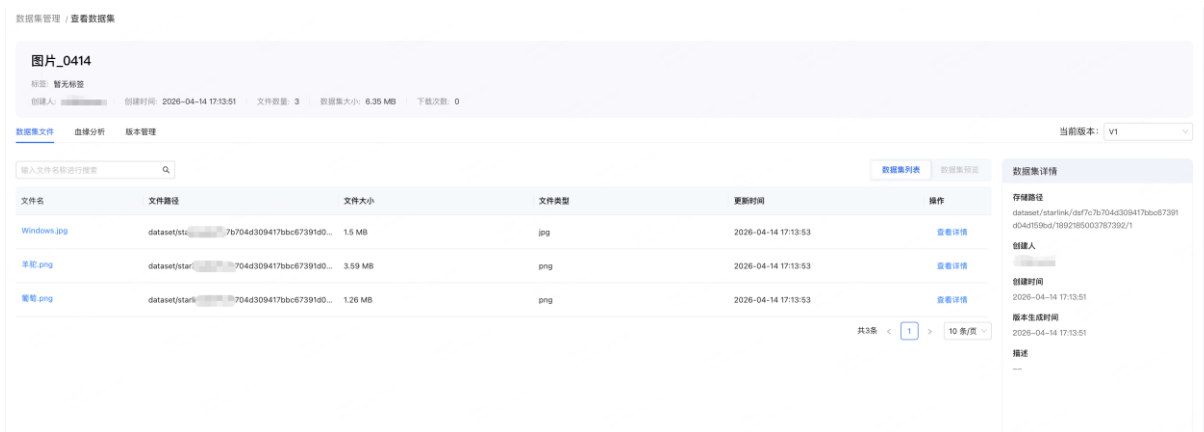 数据集管理 / 查看数据集
图片_0414
标签: 暂无标签
创建人: 创建时间: 2026-04-14 17:13:51 文件数量: 3 数据集大小: 6.35 MB 下载次数: 0
数据集文件 血缘分析 版本管理 当前版本: V1
输入文件名称进行搜索 数据集列表 数据集预览
文件名 文件路径 文件大小 文件类型 更新时间 操作
Windows.jpg dataset/sta 7b704d309417bbc67391d0... 1.5 MB jpg 2026-04-14 17:13:53 查看详情
羊驼.png dataset/star 704d309417bbc67391d0... 3.59 MB png 2026-04-14 17:13:53 查看详情
葡萄.png dataset/starli 704d309417bbc67391d0... 1.26 MB png 2026-04-14 17:13:53 查看详情
共3条 < 1 > 10 条/页
数据集详情
存储路径
dataset/starlink/dsf7c7b704d309417bbc67391
d04d159bd/1892185003787392/1
创建人
创建时间
2026-04-14 17:13:51
版本生成时间
2026-04-14 17:13:51
描述
--